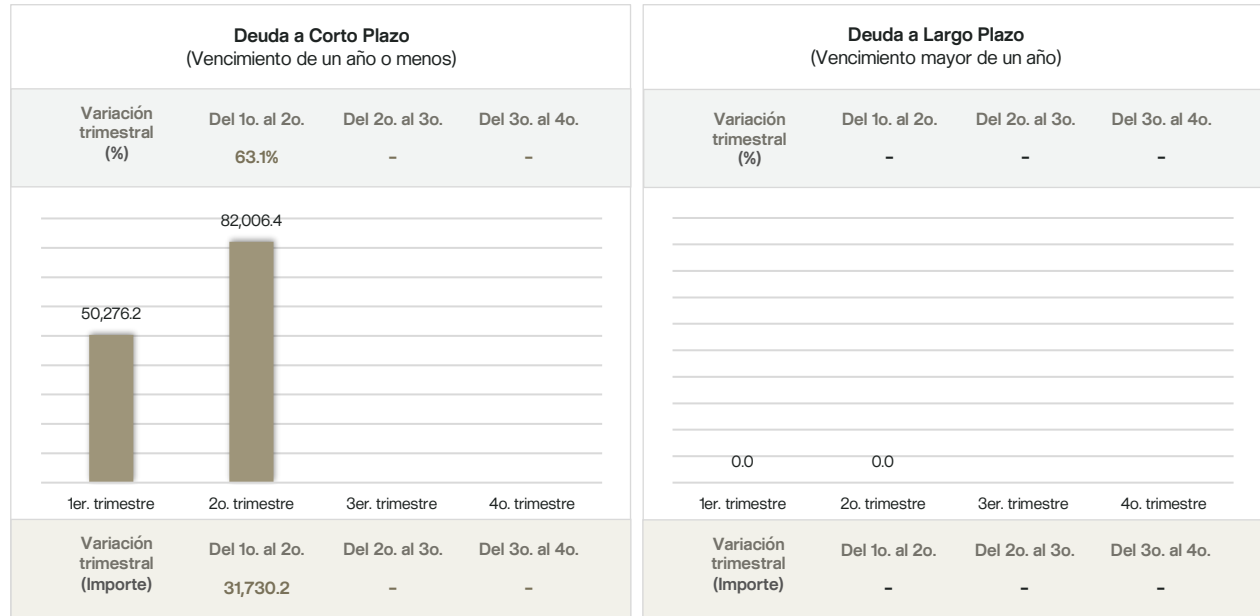 Deuda a Corto Plazo
(Vencimiento de un año o menos)
Variación
trimestral
(%)
Del 1o. al 2o.
Del 2o. al 3o.
Del 3o. al 4o.
63.1%
–
–
82,006.4
50,276.2
1er. trimestre
2o. trimestre
3er. trimestre
4o. trimestre
Variación
trimestral
(Importe)
Del 1o. al 2o.
Del 2o. al 3o.
Del 3o. al 4o.
31,730.2
–
–
Deuda a Largo Plazo
(Vencimiento mayor de un año)
Variación
trimestral
(%)
Del 1o. al 2o.
Del 2o. al 3o.
Del 3o. al 4o.
–
–
–
0.0
0.0
1er. trimestre
2o. trimestre
3er. trimestre
4o. trimestre
Variación
trimestral
(Importe)
Del 1o. al 2o.
Del 2o. al 3o.
Del 3o. al 4o.
–
–
–